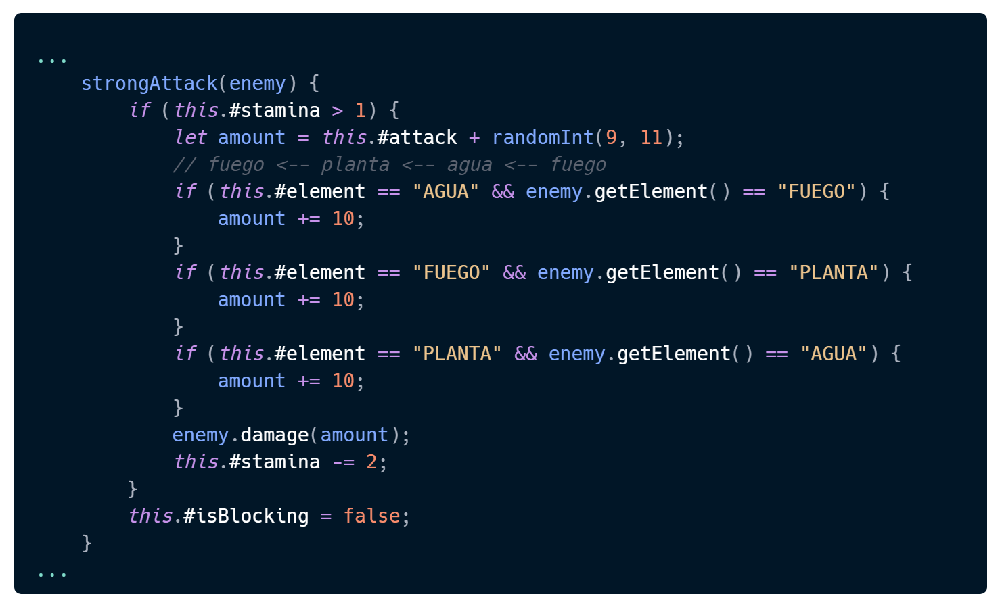 ...
    strongAttack(enemy) {
        if (this.#stamina > 1) {
            let amount = this.#attack + randomInt(9, 11);
            // fuego <-- planta <-- agua <-- fuego
            if (this.#element == "AGUA" && enemy.getElement() == "FUEGO") {
                amount += 10;
            }
            if (this.#element == "FUEGO" && enemy.getElement() == "PLANTA") {
                amount += 10;
            }
            if (this.#element == "PLANTA" && enemy.getElement() == "AGUA") {
                amount += 10;
            }
            enemy.damage(amount);
            this.#stamina -= 2;
        }
        this.#isBlocking = false;
    }
...